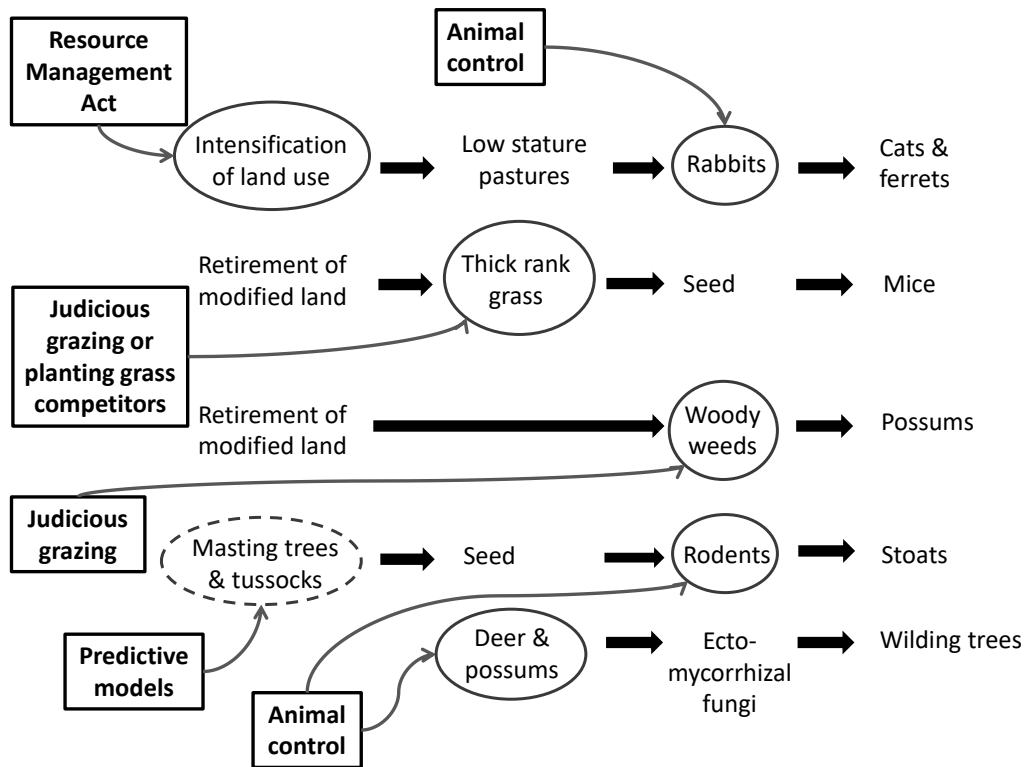 Resource
Management
Act
Animal
control
Intensification
of land use
Low stature
pastures
Rabbits
Cats &
ferrets
Retirement of
modified land
Thick rank
grass
Seed
Mice
Judicious
grazing or
planting grass
competitors
Retirement of
modified land
Woody
weeds
Possums
Judicious
grazing
Masting trees
& tussocks
Seed
Rodents
Stoats
Predictive
models
Animal
control
Deer &
possums
Ecto-
mycorrhizal
fungi
Wilding trees